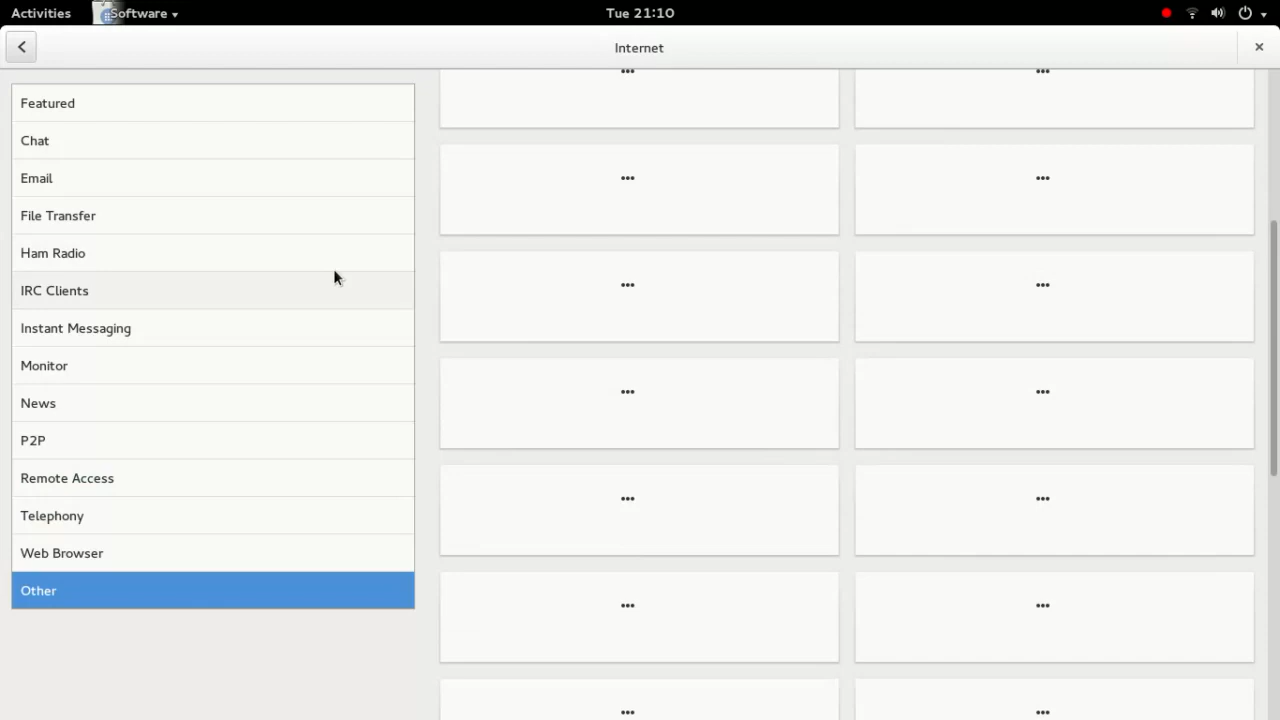 Activities Software Tue 21:10
Internet
Featured
Chat
Email
File Transfer
Ham Radio
IRC Clients
Instant Messaging
Monitor
News
P2P
Remote Access
Telephony
Web Browser
Other